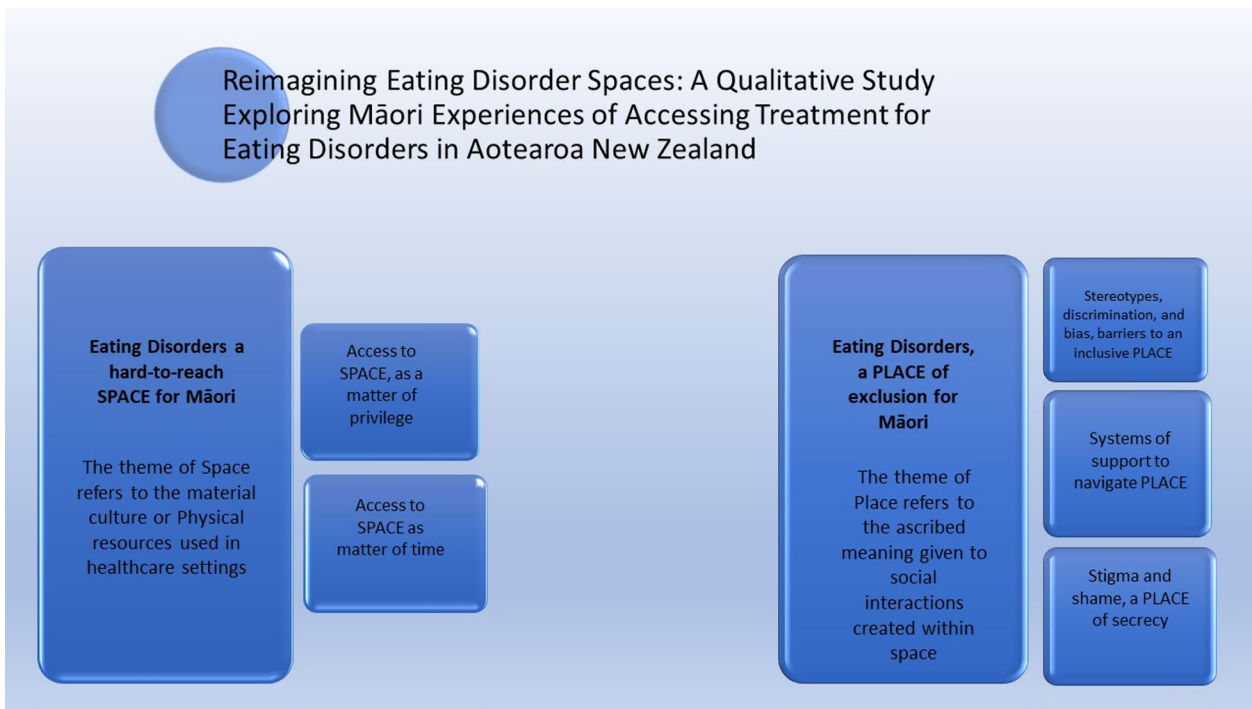 Reimagining Eating Disorder Spaces: A Qualitative Study
Exploring Māori Experiences of Accessing Treatment for
Eating Disorders in Aotearoa New Zealand
Eating Disorders a
hard-to-reach
SPACE for Māori
The theme of Space
refers to the material
culture or Physical
resources used in
healthcare settings
Access to
SPACE, as a
matter of
privilege
Access to
SPACE as
matter of time
Eating Disorders,
a PLACE of
exclusion for
Māori
The theme of
Place refers to
the ascribed
meaning given to
social
interactions
created within
space
Stereotypes,
discrimination, and
bias, barriers to an
inclusive PLACE
Systems of
support to
navigate PLACE
Stigma and
shame, a PLACE
of secrecy